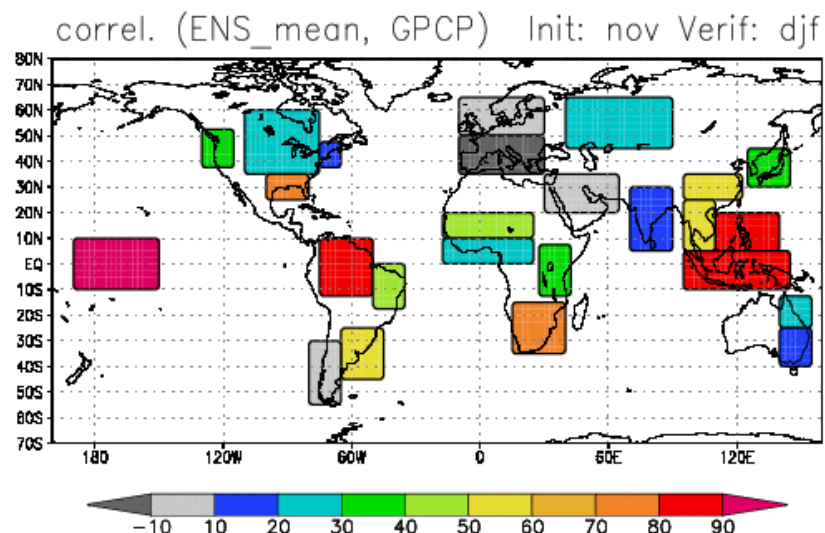 correl. (ENS_mean, GPCP) Init: nov Verif: djf
80N
70N
60N
50N
40N
30N
20N
10N
EQ
10S
20S
30S
40S
50S
60S
70S
180 120W 60W 0 60E 120E
-10 10 20 30 40 50 60 70 80 90